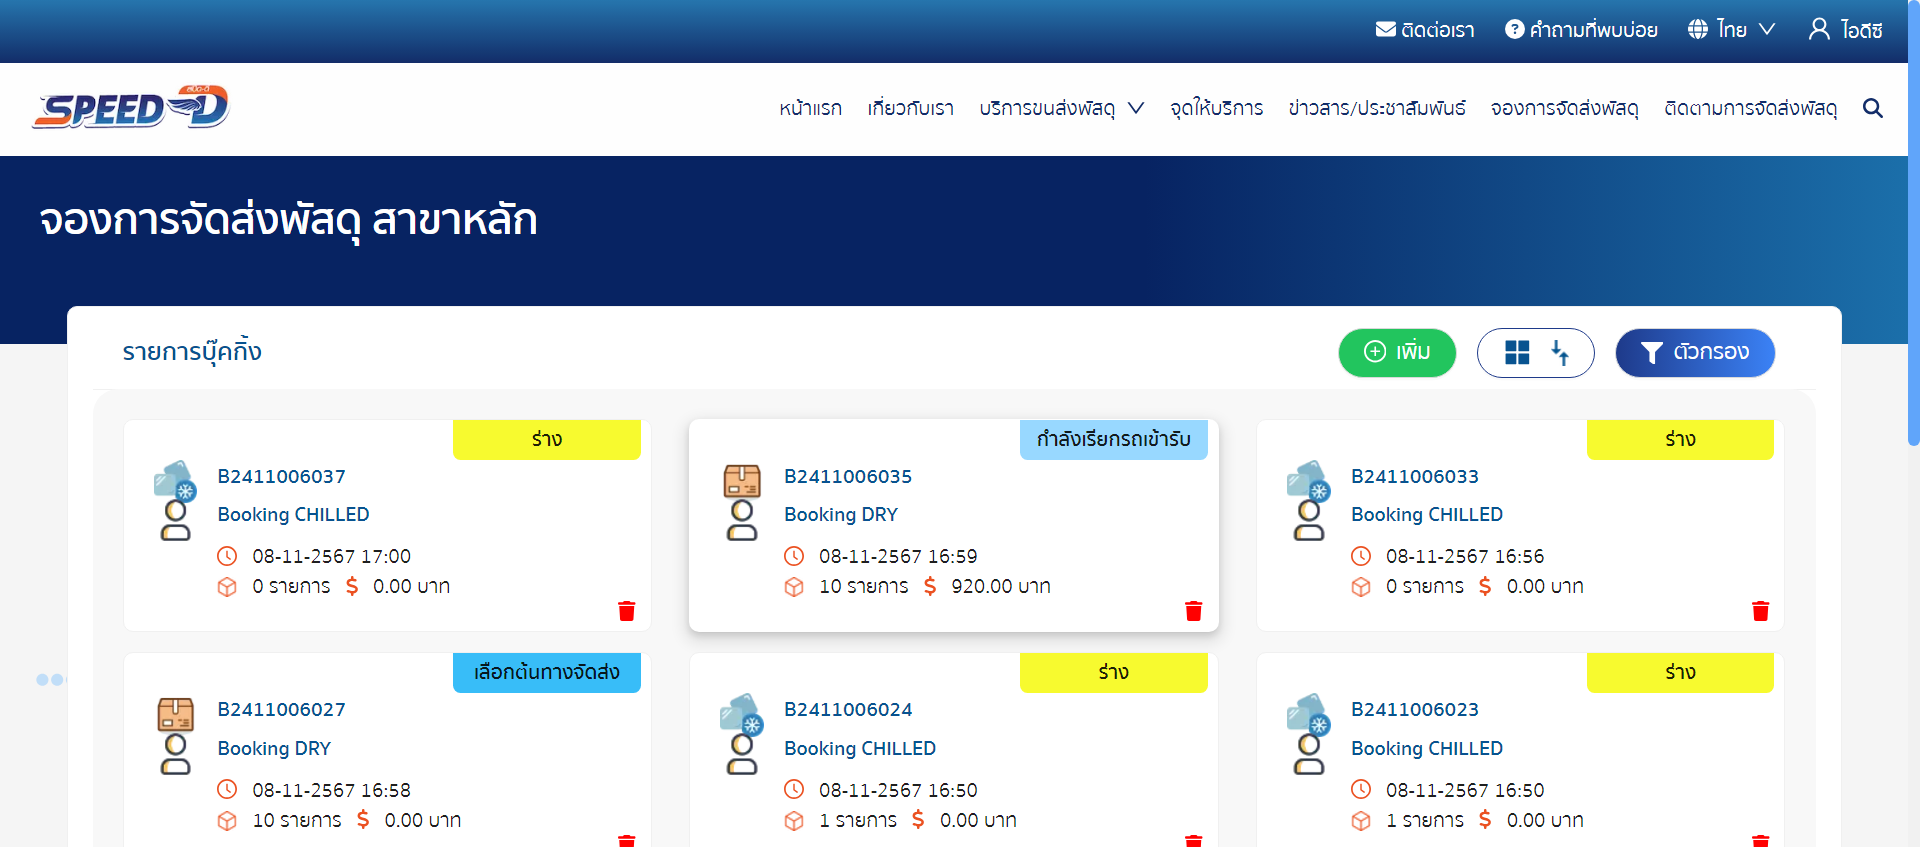 ติดต่อเรา คำถามที่พบบ่อย ไทย ไอดีซี
สปีด-ดี
SPEED-D
หน้าแรก เกี่ยวกับเรา บริการขนส่งพัสดุ จุดให้บริการ ข่าวสาร/ประชาสัมพันธ์ จองการจัดส่งพัสดุ ติดตามการจัดส่งพัสดุ
จองการจัดส่งพัสดุ สาขาหลัก
รายการบุ๊คกิ้ง เพิ่ม ตัวกรอง
ร่าง
B2411006037
Booking CHILLED
08-11-2567 17:00
0 รายการ $ 0.00 บาท
กำลังเรียกรถเข้ารับ
B2411006035
Booking DRY
08-11-2567 16:59
10 รายการ $ 920.00 บาท
ร่าง
B2411006033
Booking CHILLED
08-11-2567 16:56
0 รายการ $ 0.00 บาท
เลือกต้นทางจัดส่ง
B2411006027
Booking DRY
08-11-2567 16:58
10 รายการ $ 0.00 บาท
ร่าง
B2411006024
Booking CHILLED
08-11-2567 16:50
1 รายการ $ 0.00 บาท
ร่าง
B2411006023
Booking CHILLED
08-11-2567 16:50
1 รายการ $ 0.00 บาท